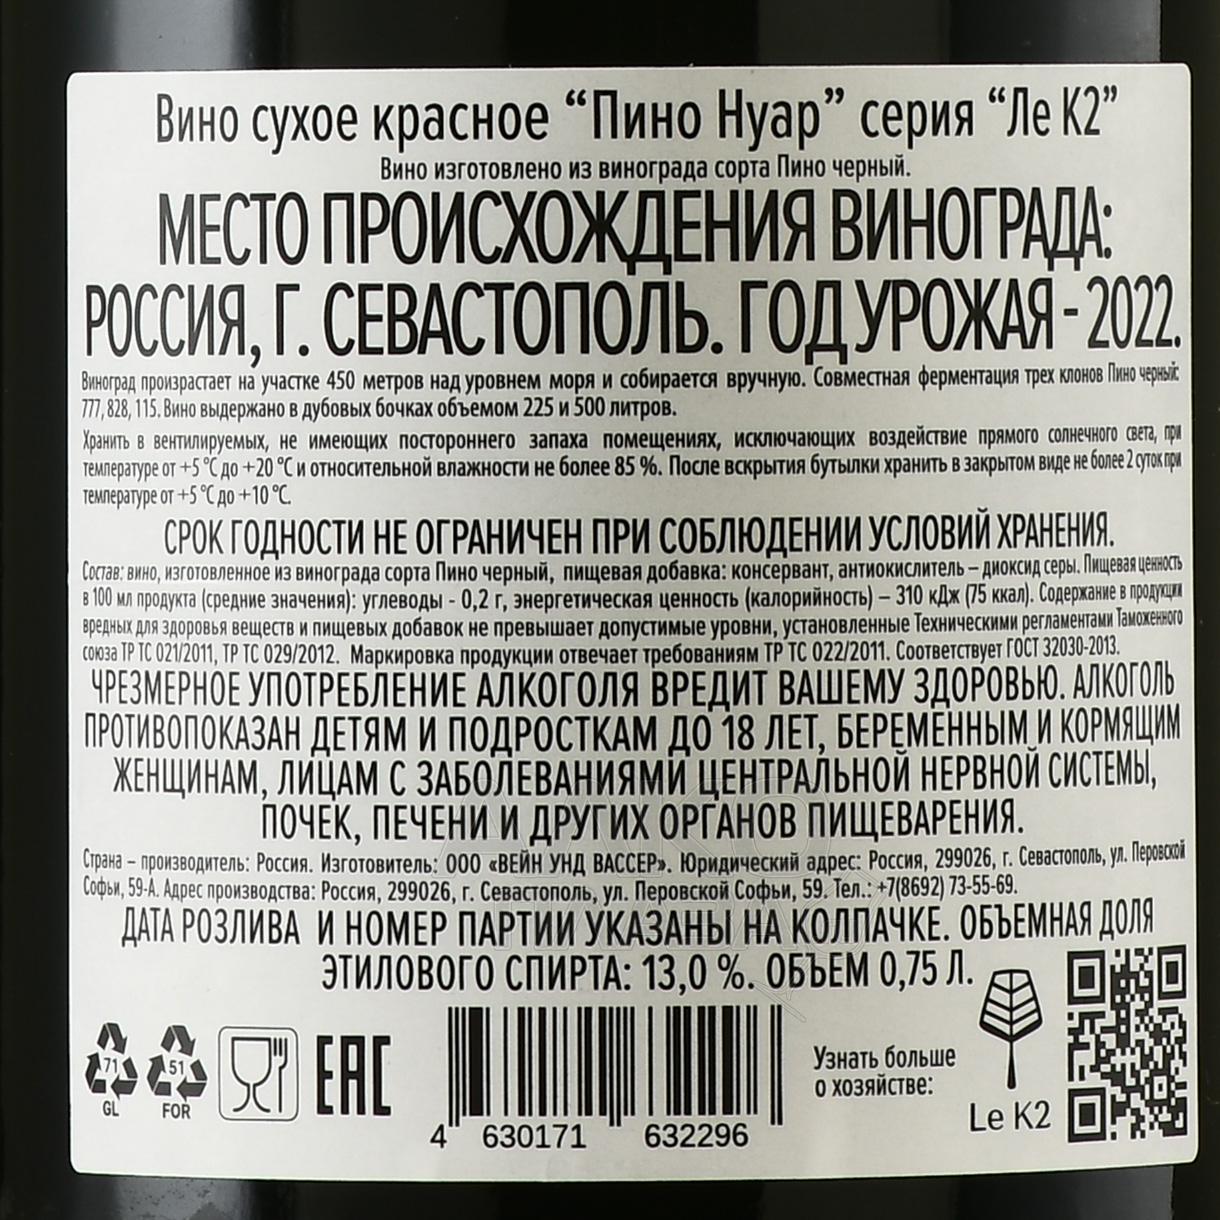 Вино сухое красное “Пино Нуар” серия “Ле К2”
Вино изготовлено из винограда сорта Пино черный.
МЕСТО ПРОИСХОЖДЕНИЯ ВИНОГРАДА:
РОССИЯ, Г. СЕВАСТОПОЛЬ. ГОД УРОЖАЯ - 2022.
Виноград произрастает на участке 450 метров над уровнем моря и собирается вручную. Совместная ферментация трех клонов Пино черный:
777, 828, 115. Вино выдержано в дубовых бочках объемом 225 и 500 литров.
Хранить в вентилируемых, не имеющих постороннего запаха помещениях, исключающих воздействие прямого солнечного света, при
температуре от +5 °С до +20 °С и относительной влажности не более 85 %. После вскрытия бутылки хранить в закрытом виде не более 2 суток при
температуре от +5 °С до +10 °С.
СРОК ГОДНОСТИ НЕ ОГРАНИЧЕН ПРИ СОБЛЮДЕНИИ УСЛОВИЙ ХРАНЕНИЯ.
Состав: вино, изготовленное из винограда сорта Пино черный, пищевая добавка: консервант, антиокислитель – диоксид серы. Пищевая ценность
в 100 мл продукта (средние значения): углеводы - 0,2 г, энергетическая ценность (калорийность) – 310 кДж (75 ккал). Содержание в продукции
вредных для здоровья веществ и пищевых добавок не превышает допустимые уровни, установленные Техническими регламентами Таможенного
союза ТР ТС 021/2011, ТР ТС 029/2012. Маркировка продукции отвечает требованиям ТР ТС 022/2011. Соответствует ГОСТ 32030-2013.
ЧРЕЗМЕРНОЕ УПОТРЕБЛЕНИЕ АЛКОГОЛЯ ВРЕДИТ ВАШЕМУ ЗДОРОВЬЮ. АЛКОГОЛЬ
ПРОТИВОПОКАЗАН ДЕТЯМ И ПОДРОСТКАМ ДО 18 ЛЕТ, БЕРЕМЕННЫМ И КОРМЯЩИМ
ЖЕНЩИНАМ, ЛИЦАМ С ЗАБОЛЕВАНИЯМИ ЦЕНТРАЛЬНОЙ НЕРВНОЙ СИСТЕМЫ,
ПОЧЕК, ПЕЧЕНИ И ДРУГИХ ОРГАНОВ ПИЩЕВАРЕНИЯ.
Страна – производитель: Россия. Изготовитель: ООО «ВЕЙН УНД ВАССЕР». Юридический адрес: Россия, 299026, г. Севастополь, ул. Перовской
Софьи, 59-А. Адрес производства: Россия, 299026, г. Севастополь, ул. Перовской Софьи, 59. Тел.: +7(8692) 73-55-69.
ДАТА РОЗЛИВА И НОМЕР ПАРТИИ УКАЗАНЫ НА КОЛПАЧКЕ. ОБЪЕМНАЯ ДОЛЯ
ЭТИЛОВОГО СПИРТА: 13,0 %. ОБЪЕМ 0,75 Л.
71
GL
51
FOR
EAC
4 630171 632296
Узнать больше
о хозяйстве:
Le K2